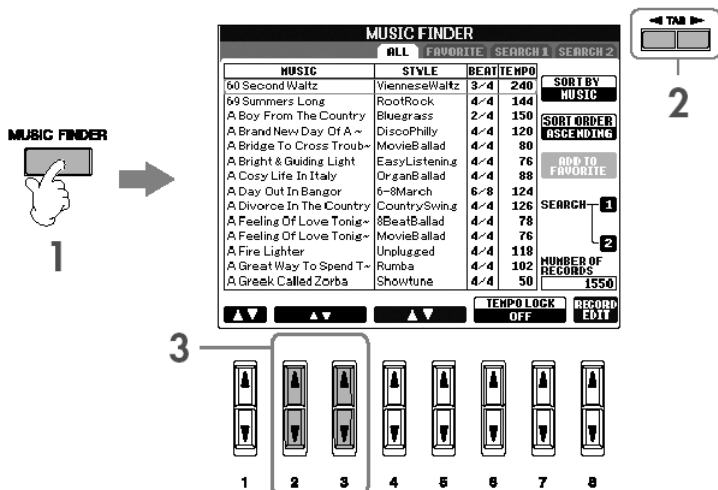 MUSIC FINDER
ALL FAVORITE SEARCH 1 SEARCH 2
◄ TAB ►
2
MUSIC STYLE BEAT TEMPO
60 Second Waltz VienneseWaltz 3/4 240
69 Summers Long RootRock 4/4 144
A Boy From The Country Bluegrass 2/4 150
A Brand New Day Of A ~ DiscoPhilly 4/4 120
A Bridge To Cross Troub~ MovieBallad 4/4 80
A Bright & Guiding Light EasyListening 4/4 76
A Cosy Life In Italy OrganBallad 4/4 88
A Day Out In Bangor 6-8March 6/8 124
A Divorce In The Country CountrySwing 4/4 126
A Feeling Of Love Tonig~ 8BeatBallad 4/4 78
A Feeling Of Love Tonig~ MovieBallad 4/4 76
A Fire Lighter Unplugged 4/4 118
A Great Way To Spend T~ Rumba 4/4 102
A Greek Called Zorba Showtune 4/4 50
SORT BY
MUSIC
SORT ORDER
ASCENDING
ADD TO
FAVORITE
SEARCH 1
2
NUMBER OF
RECORDS
1550
TEMPO LOCK
OFF
RECORD
EDIT
MUSIC FINDER
1
3
1 2 3 4 5 6 7 8